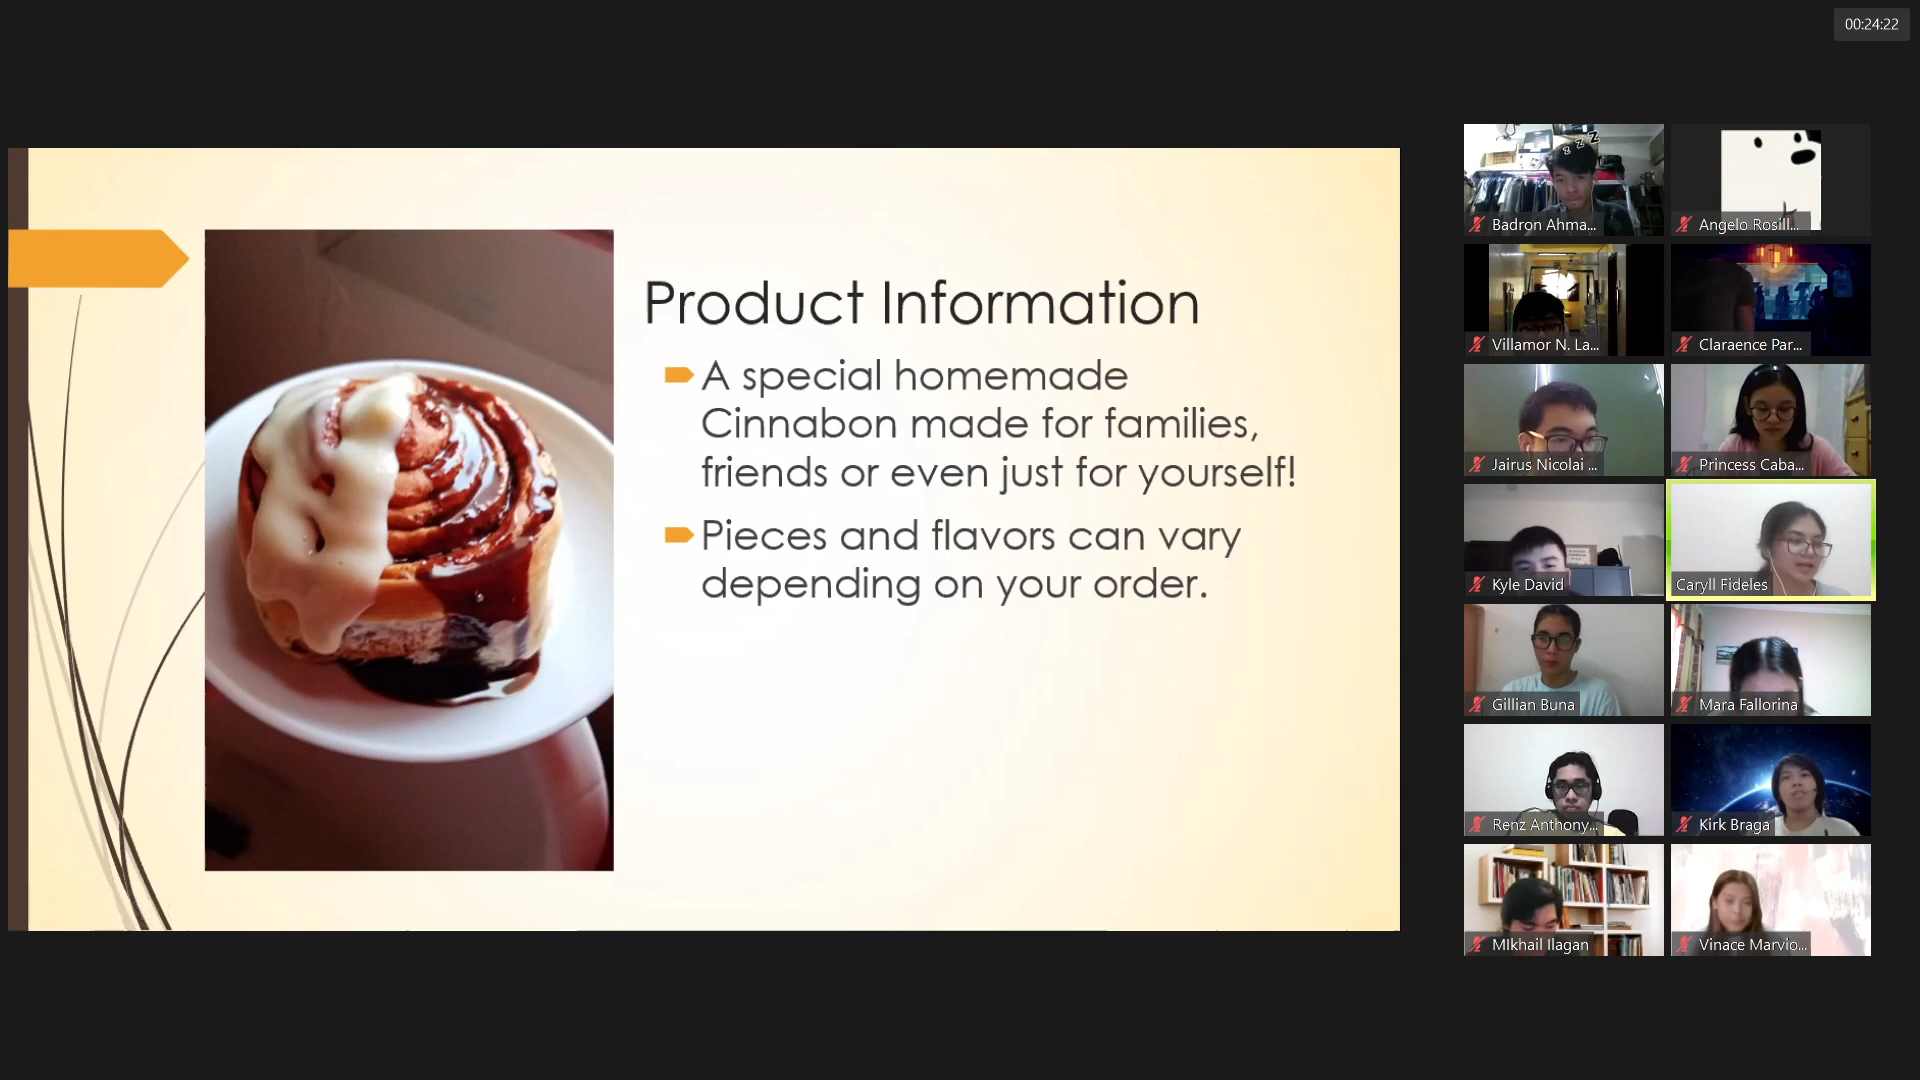 00:24:22
Product Information
A special homemade
Cinnabon made for families,
friends or even just for yourself!
Pieces and flavors can vary
depending on your order.
z z Z
Badron Ahma...
Angelo Rosill...
Villamor N. La...
Claraence Par...
Jairus Nicolai ...
Princess Caba...
Kyle David
Caryll Fideles
Gillian Buna
Mara Fallorina
Renz Anthony...
Kirk Braga
MIkhail Ilagan
Vinace Marvio...